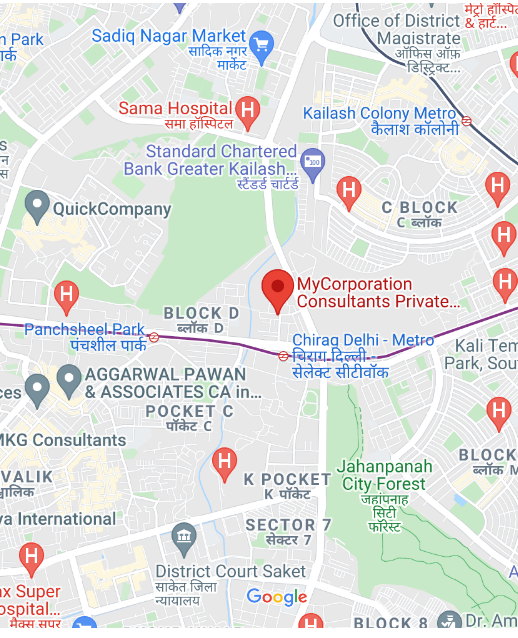 मेट्रो हॉस्पि
& हार्ट...
Office of District
Magistrate
ऑफिस ऑफ़
डिस्ट्रिक्ट...
Sadiq Nagar Market
सादिक नगर
मार्केट
n Park
पार्क
Sama Hospital
समा हॉस्पिटल
Kailash Colony Metro
कैलाश कॉलोनी
Standard Chartered
Bank Greater Kailash...
स्टैंडर्ड चार्टर्ड
100
H
H
H
C BLOCK
C ब्लॉक
QuickCompany
H
H
H
H
H
MyCorporation
Consultants Private...
BLOCK D
ब्लॉक D
Panchsheel Park
पंचशील पार्क
Chirag Delhi - Metro
चिराग दिल्ली -
सेलेक्ट सीटीवॉक
Kali Tem
Park, Sou
AGGARWAL PAWAN
& ASSOCIATES CA in...
ces
POCKET C
पॉकेट C
H
MKG Consultants
BLOCK
ब्लॉक M
H
VALIK
Jahanpanah
City Forest
जहांपनाह
सिटी
फॉरेस्ट
K POCKET
K पॉकेट
va International
SECTOR 7
सेक्टर 7
H
District Court Saket
साकेत जिला
न्यायालय
ax Super
ospital...
मैक्स सुपर
Google
H
BLOCK 8
Dr. Am